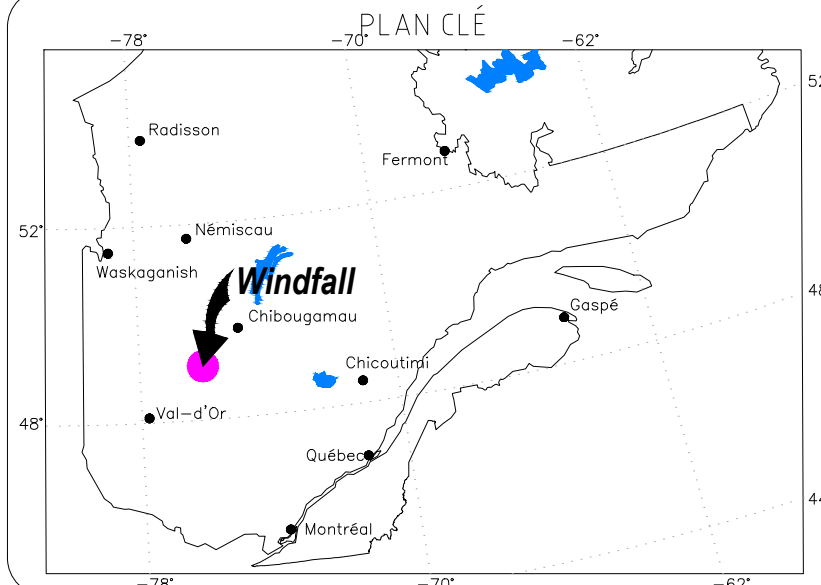 PLAN CLÉ
-78°
-70°
-62°
52
Radisson
Fermont
52°
Némiscau
Waskaganish
Windfall
48
Gaspé
Chibougamau
Chicoutimi
Val-d'Or
48°
Québec
44
Montréal
-78°
-70°
-62°